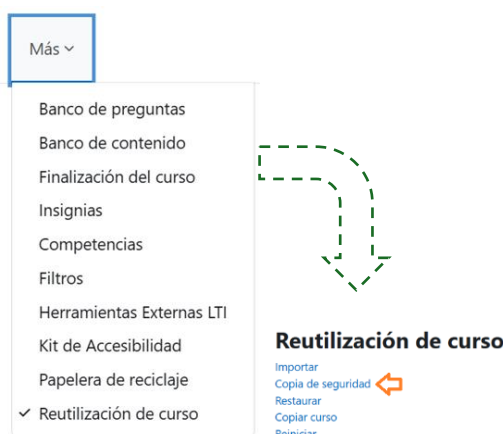 Más
Banco de preguntas
Banco de contenido
Finalización del curso
Insignias
Competencias
Filtros
Herramientas Externas LTI
Kit de Accesibilidad
Papelera de reciclaje
Reutilización de curso
Reutilización de curso
Importar
Copia de seguridad
Restaurar
Copiar curso
Reiniciar